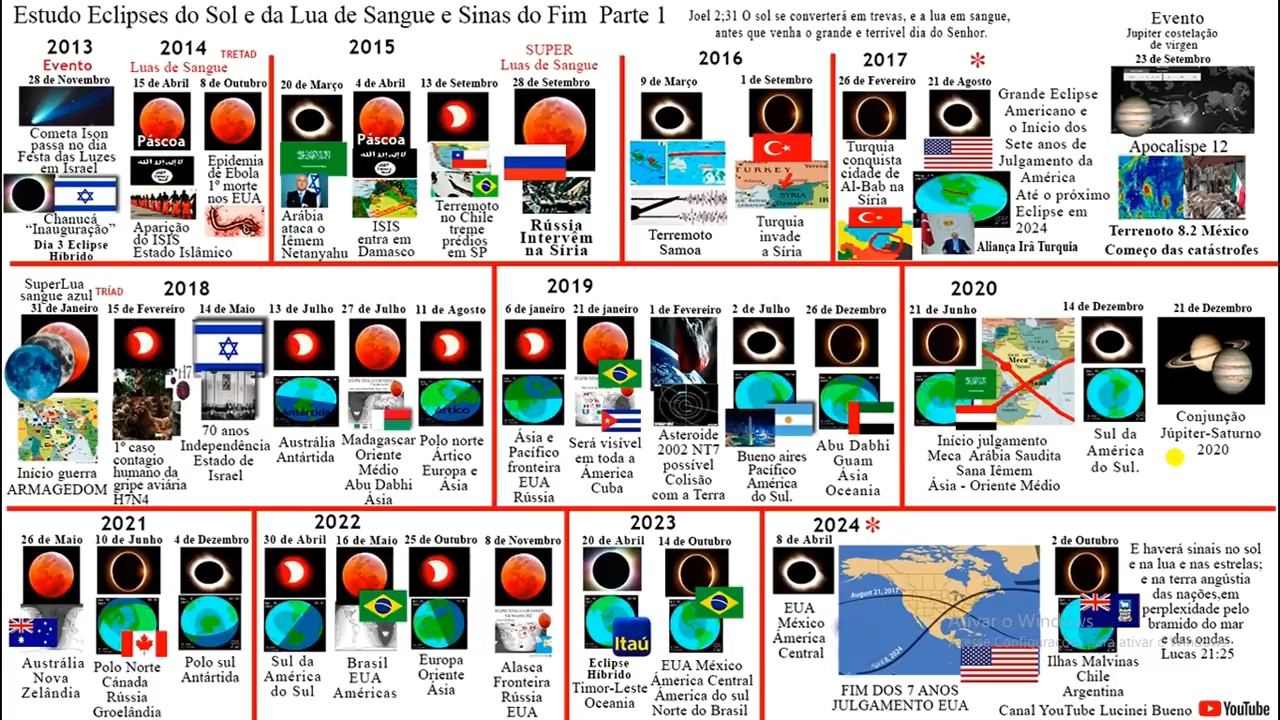 Estudo Eclipses do Sol e da Lua de Sangue e Sinas do Fim Parte 1
Joel 2;31 O sol se converterá em trevas, e a lua em sangue,
antes que venha o grande e terrivel dia do Senhor.
Evento
Jupiter costelação
de virgen
23 de Setembro
Apocalispe 12
Terrenoto 8.2 México
Começo das catástrofes
2013
Evento
28 de Novembro
Cometa Ison
passa no dia
Festa das Luzes
em Israel
Chanucá
“Inauguração”
Dia 3 Eclipse
Híbrido
2014
TRETAD
Luas de Sangue
15 de Abril
Páscoa
Aparição
do ISIS
Estado Islâmico
8 de Outubro
Epidemia
de Ebola
1º morte
nos EUA
2015
20 de Março
Arábia
ataca o
Iêmem
Netanyahu
4 de Abril
Páscoa
ISIS
entra em
Damasco
13 de Setembro
Terremoto
no Chile
treme
prédios
em SP
SUPER
Luas de Sangue
28 de Setembro
Rússia
Intervêm
na Síria
2016
9 de Março
Terremoto
Samoa
1 de Setembro
TURKEY
SYRIA
Turquia
invade
a Síria
2017
26 de Fevereiro
Turquia
conquista
cidade de
Al-Bab na
Siria
*
21 de Agosto
Grande Eclipse
Americano e
o Início dos
Sete anos de
Julgamento da
América
Até o próximo
Eclipse em
2024
Aliança Irã Turquia
2018
SuperLua
sangue azul
TRÍAD
31 de Janeiro
Início guerra
ARMAGEDOM
15 de Fevereiro
H7
1º caso
contagio
humano da
gripe aviária
H7N4
14 de Maio
70 anos
Independência
Estado de
Israel
13 de Julho
Antártida
Austrália
Antártida
27 de Julho
Madagascar
Oriente
Médio
Abu Dabhi
Ásia
11 de Agosto
Ártico
Polo norte
Ártico
Europa e
Ásia
2019
6 de janeiro
Ásia e
Pacífico
fronteira
EUA
Rússia
21 de janeiro
Será visível
em toda a
América
Cuba
1 de Fevereiro
Asteroide
2002 NT7
possível
Colisão
com a Terra
2 de Julho
Bueno aires
Pacífico
América
do Sul.
26 de Dezembro
Abu Dabhi
Guam
Ásia
Oceania
2020
21 de Junho
Meca
Início julgamento
Meca Arábia Saudita
Sana Iêmem
Ásia - Oriente Médio
14 de Dezembro
Sul da
América
do Sul.
21 de Dezembro
Conjunção
Júpiter-Saturno
2020
2021
26 de Maio
Austrália
Nova
Zelândia
10 de Junho
Polo Norte
Cánada
Rússia
Groelândia
4 de Dezembro
Polo sul
Antártida
2022
30 de Abril
Sul da
América
do Sul
16 de Maio
Brasil
EUA
Américas
25 de Outubro
Europa
Oriente
Ásia
8 de Novembro
Alasca
Fronteira
Rússia
EUA
2023
20 de Abril
Itaú
Eclipse
Híbrido
Timor-Leste
Oceania
14 de Outubro
EUA México
América Central
América do sul
Norte do Brasil
2024 *
8 de Abril
EUA
México
América
Central
August 21, 2017
April 8, 2024
FIM DOS 7 ANOS
JULGAMENTO EUA
2 de Outubro
Ilhas Malvinas
Chile
Argentina
E haverá sinais no sol
e na lua e nas estrelas;
e na terra angústia
das nações,em
perplexidade pelo
bramido do mar
e das ondas.
Lucas 21:25
Ativar o Windows
Canal YouTube Lucinei Bueno
YouTube